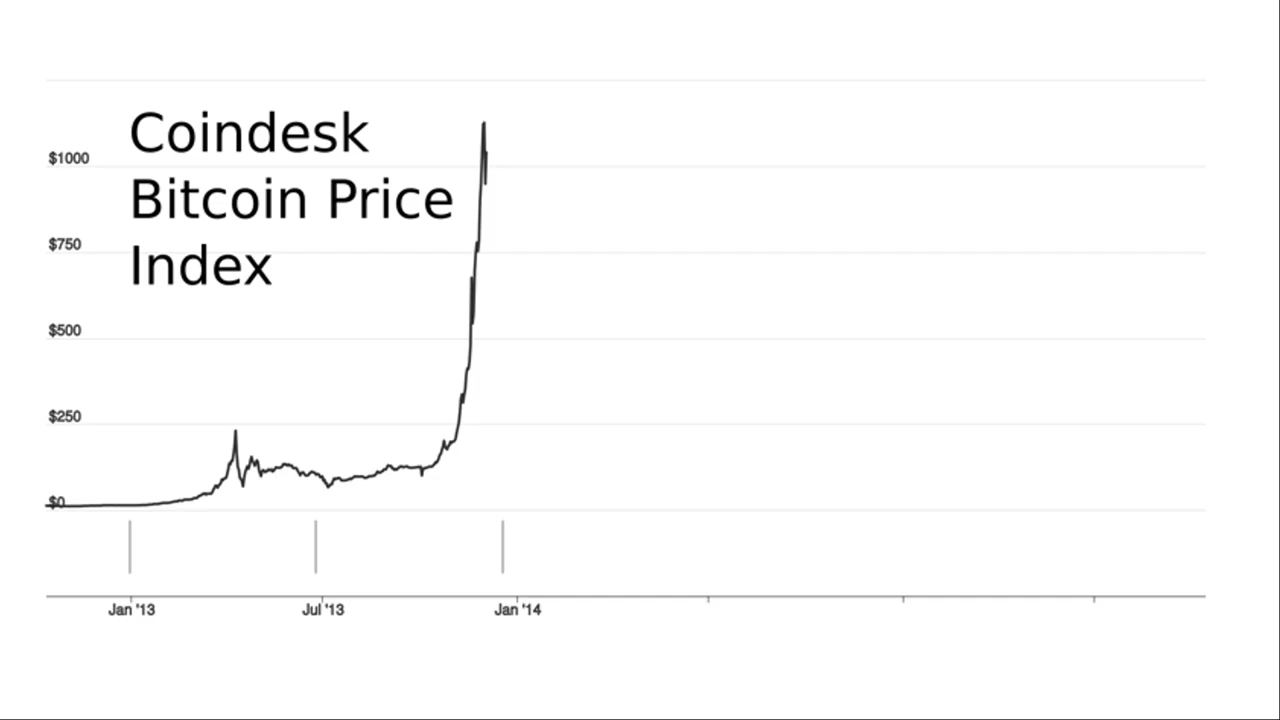 Coindesk
Bitcoin Price
Index
$1000
$750
$500
$250
$0
Jan '13
Jul '13
Jan '14